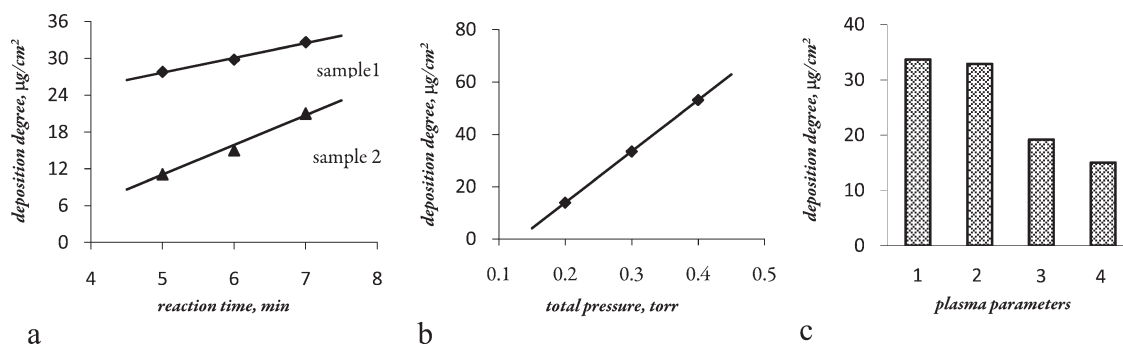 deposition degree, µg/cm²
36
30
24
18
12
6
0
sample1
sample 2
4 5 6 7 8
reaction time, min
a
deposition degree, µg/cm²
80
60
40
20
0
0.1 0.2 0.3 0.4 0.5
total pressure, torr
b
deposition degree, µg/cm²
40
30
20
10
0
1 2 3 4
plasma parameters
c